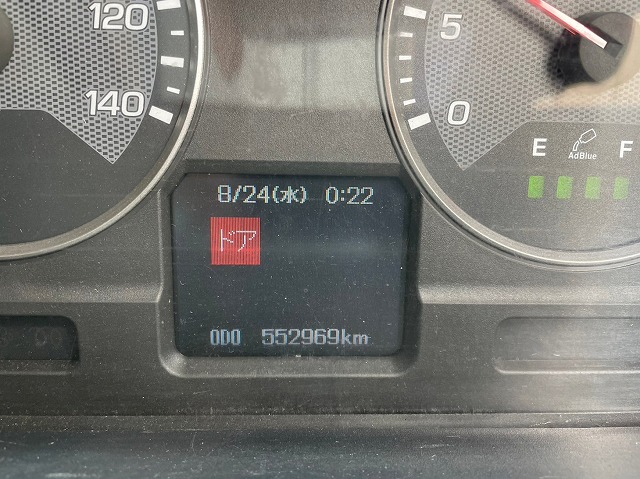 120
140
5
0
E AdBlue F
8/24(水) 0:22
ドア
ODO 552969km